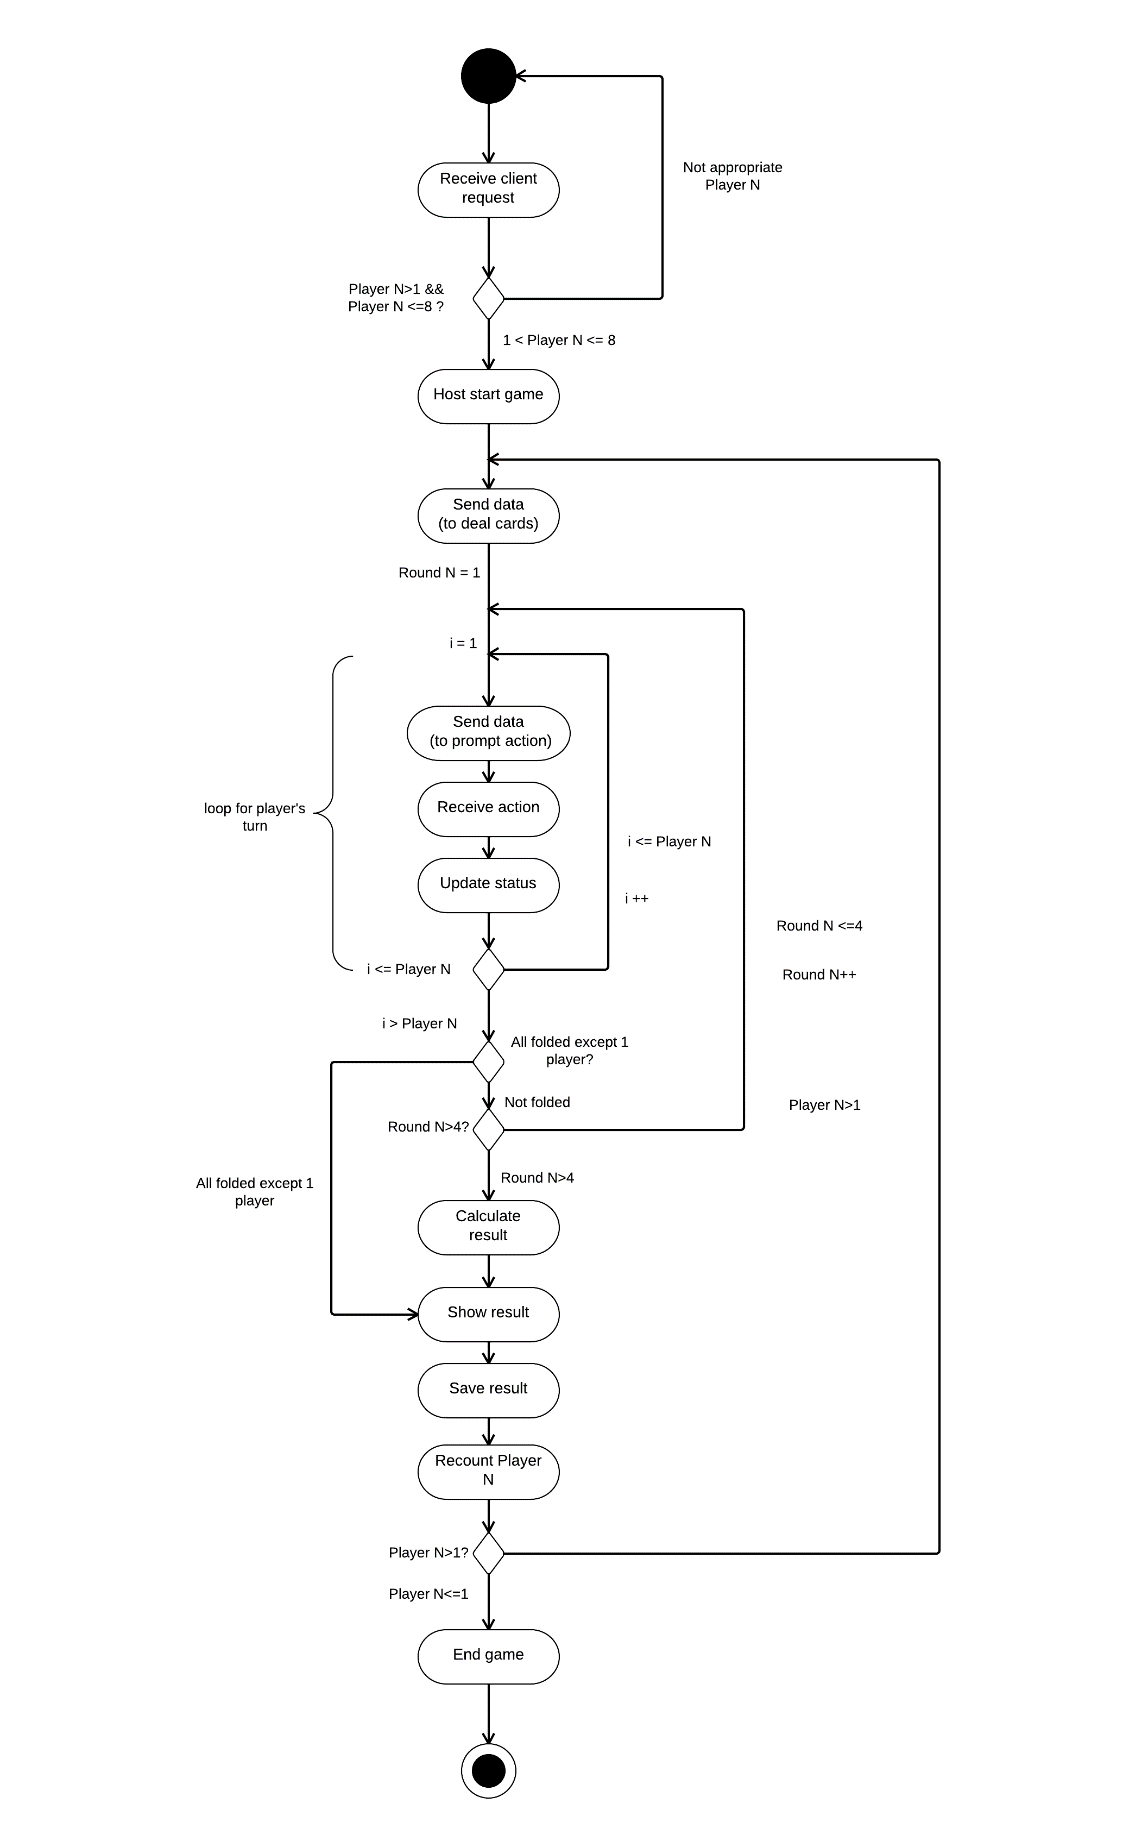 Not appropriate
Player N
Receive client
request
Player N>1 &&
Player N <=8 ?
1 < Player N <= 8
Host start game
Send data
(to deal cards)
Round N = 1
i = 1
Send data
(to prompt action)
Receive action
loop for player's
turn
i <= Player N
Update status
i ++
Round N <=4
i <= Player N
Round N++
i > Player N
All folded except 1
player?
Not folded
Player N>1
Round N>4?
Round N>4
All folded except 1
player
Calculate
result
Show result
Save result
Recount Player
N
Player N>1?
Player N<=1
End game